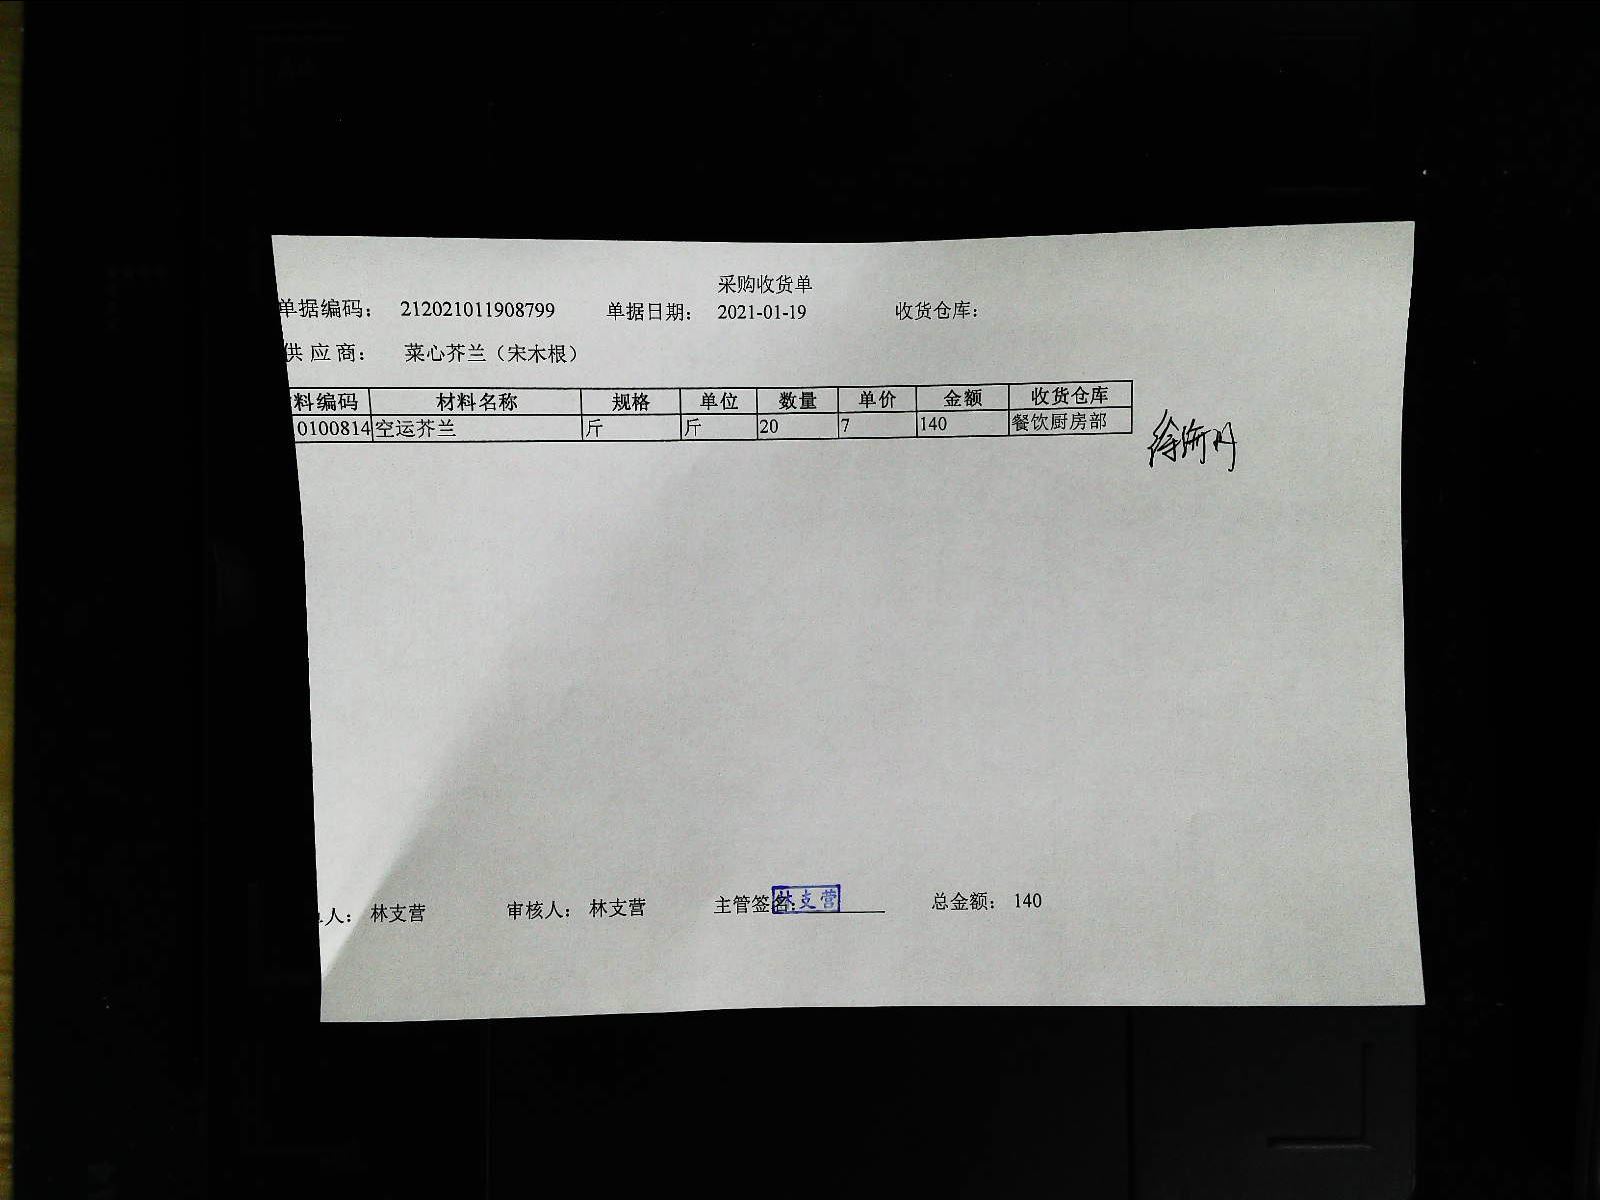 采购收货单
单据编码： 212021011908799 单据日期： 2021-01-19 收货仓库：
供 应 商： 菜心芥兰（宋木根）
料编码 材料名称 规格 单位 数量 单价 金额 收货仓库
0100814 空运芥兰 斤 斤 20 7 140 餐饮厨房部
人： 林支营 审核人： 林支营 主管签名： 林支营 总金额： 140